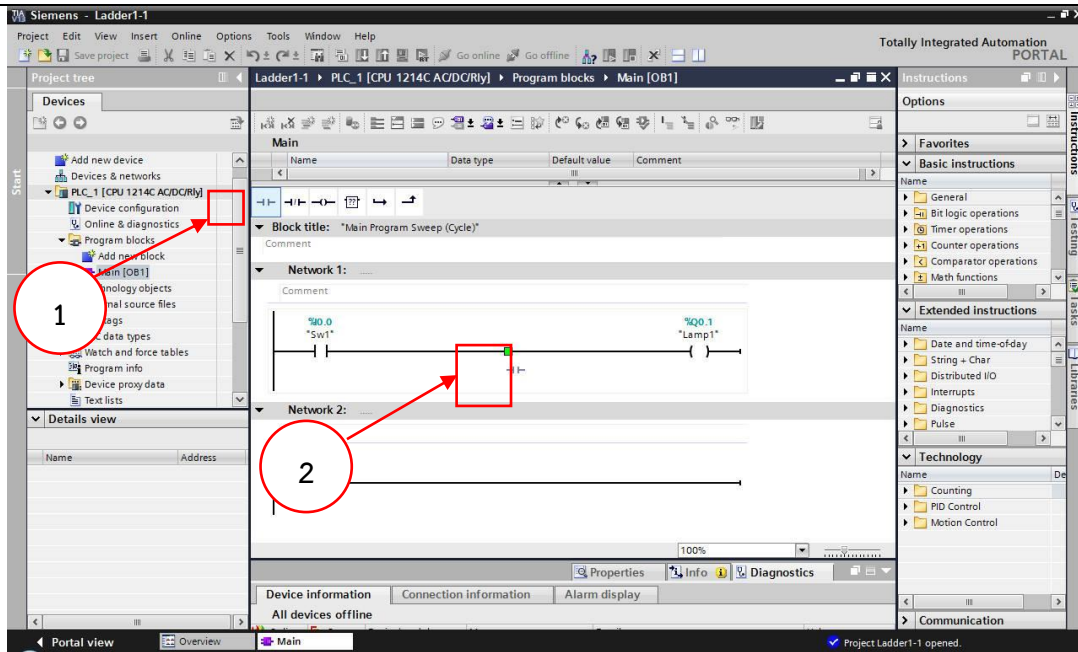 Siemens - Ladder1-1
Project Edit View Insert Online Options Tools Window Help
Totally Integrated Automation
PORTAL
Save project Go online Go offline
Project tree
Ladder1-1 PLC_1 [CPU 1214C AC/DC/Rly] Program blocks Main [OB1]
Instructions
Devices
Options
Main
Name Data type Default value Comment
Add new device
Devices & networks
PLC_1 [CPU 1214C AC/DC/Rly]
Device configuration
Online & diagnostics
Program blocks
Add new block
Main [OB1]
hnology objects
nal source files
tags
data types
Watch and force tables
Program info
Device proxy data
Text lists
1
Details view
Name Address
Start
Block title: "Main Program Sweep (Cycle)"
Comment
Network 1: .....
Comment
%I0.0
"Sw1"
%Q0.1
"Lamp1"
Network 2: .....
2
100%
Properties Info Diagnostics
Device information Connection information Alarm display
All devices offline
Favorites
Basic instructions
Name
General
Bit logic operations
Timer operations
Counter operations
Comparator operations
Math functions
Extended instructions
Name
Date and time-of-day
String + Char
Distributed I/O
Interrupts
Diagnostics
Pulse
Technology
Name De
Counting
PID Control
Motion Control
Communication
Instructions
Testing
Tasks
Libraries
Portal view Overview Main
Project Ladder1-1 opened.